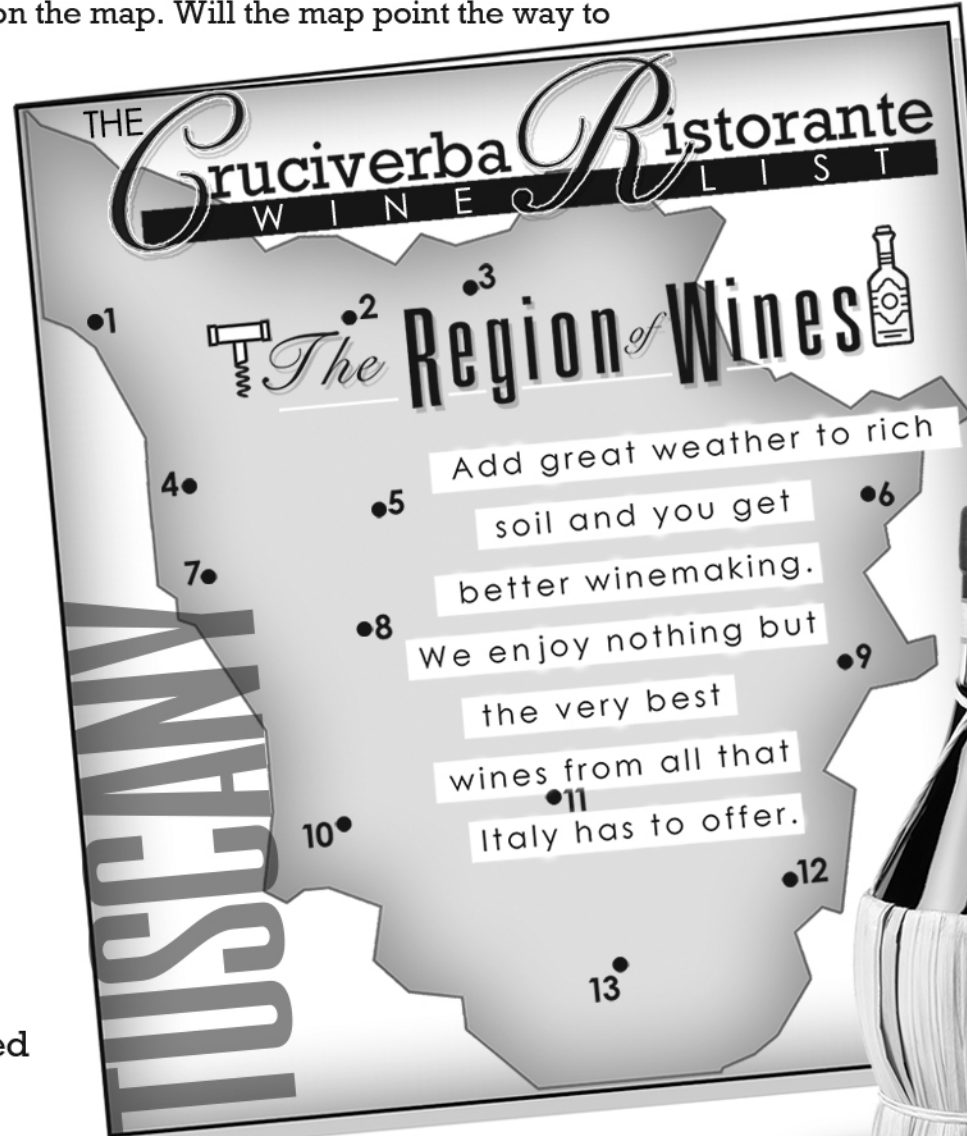 on the map. Will the map point the way to
THE Cruciverba Ristorante
WINE LIST
3
2
1
The Region of Wines
Add great weather to rich
4
5
soil and you get
6
7
better winemaking.
8
We enjoy nothing but
9
the very best
wines from all that
11
10
Italy has to offer.
12
13
TUSCANY
ed